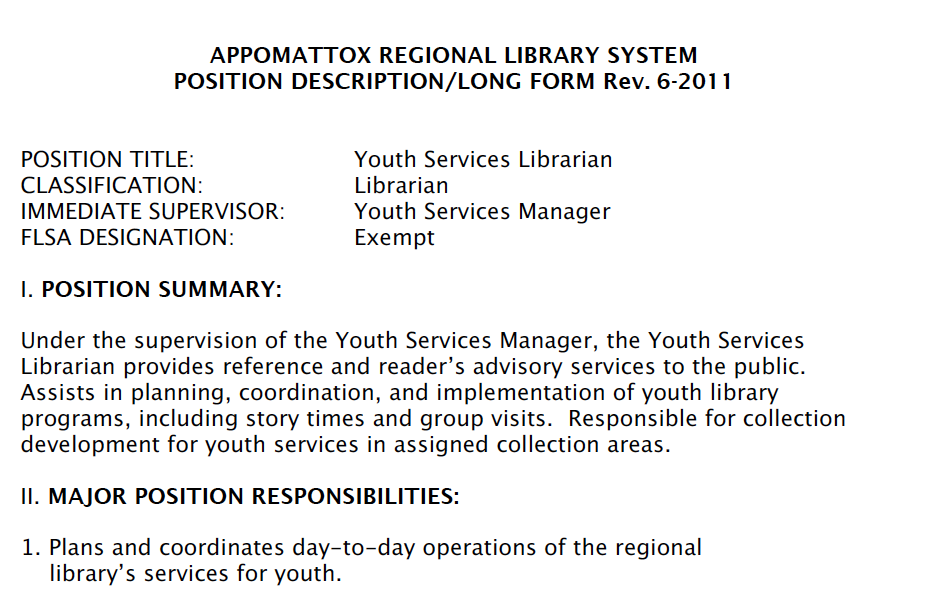 APPOMATTOX REGIONAL LIBRARY SYSTEM
POSITION DESCRIPTION/LONG FORM Rev. 6-2011
POSITION TITLE: Youth Services Librarian
CLASSIFICATION: Librarian
IMMEDIATE SUPERVISOR: Youth Services Manager
FLSA DESIGNATION: Exempt
I. POSITION SUMMARY:
Under the supervision of the Youth Services Manager, the Youth Services
Librarian provides reference and reader’s advisory services to the public.
Assists in planning, coordination, and implementation of youth library
programs, including story times and group visits.  Responsible for collection
development for youth services in assigned collection areas.
II. MAJOR POSITION RESPONSIBILITIES:
1. Plans and coordinates day-to-day operations of the regional
library’s services for youth.